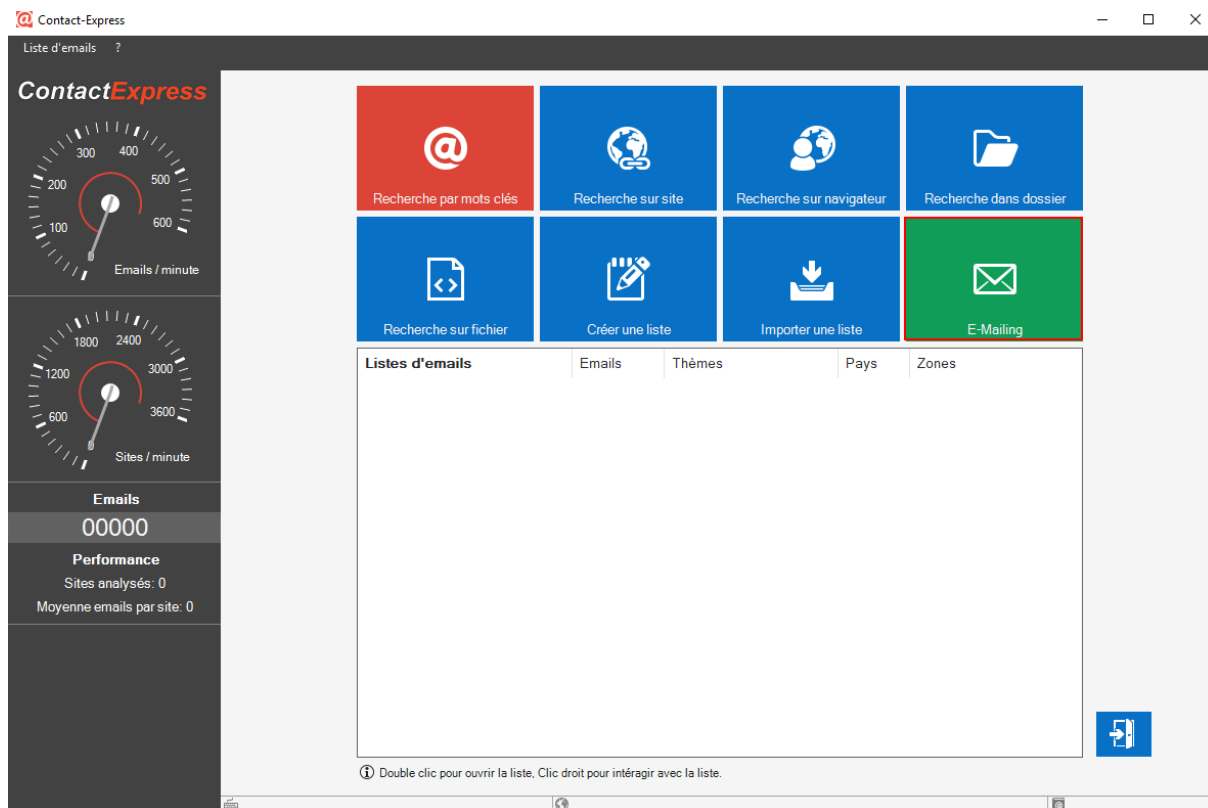 Contact-Express
Liste d'emails ?
ContactExpress
300 400
200 500
100 600
0
Emails / minute
1800 2400
1200 3000
600 3600
0
Sites / minute
Emails
00000
Performance
Sites analysés: 0
Moyenne emails par site: 0
@
Recherche par mots clés
Recherche sur site
Recherche sur navigateur
Recherche dans dossier
Recherche sur fichier
Créer une liste
Importer une liste
E-Mailing
Listes d'emails Emails Thèmes Pays Zones
Double clic pour ouvrir la liste, Clic droit pour intéragir avec la liste.